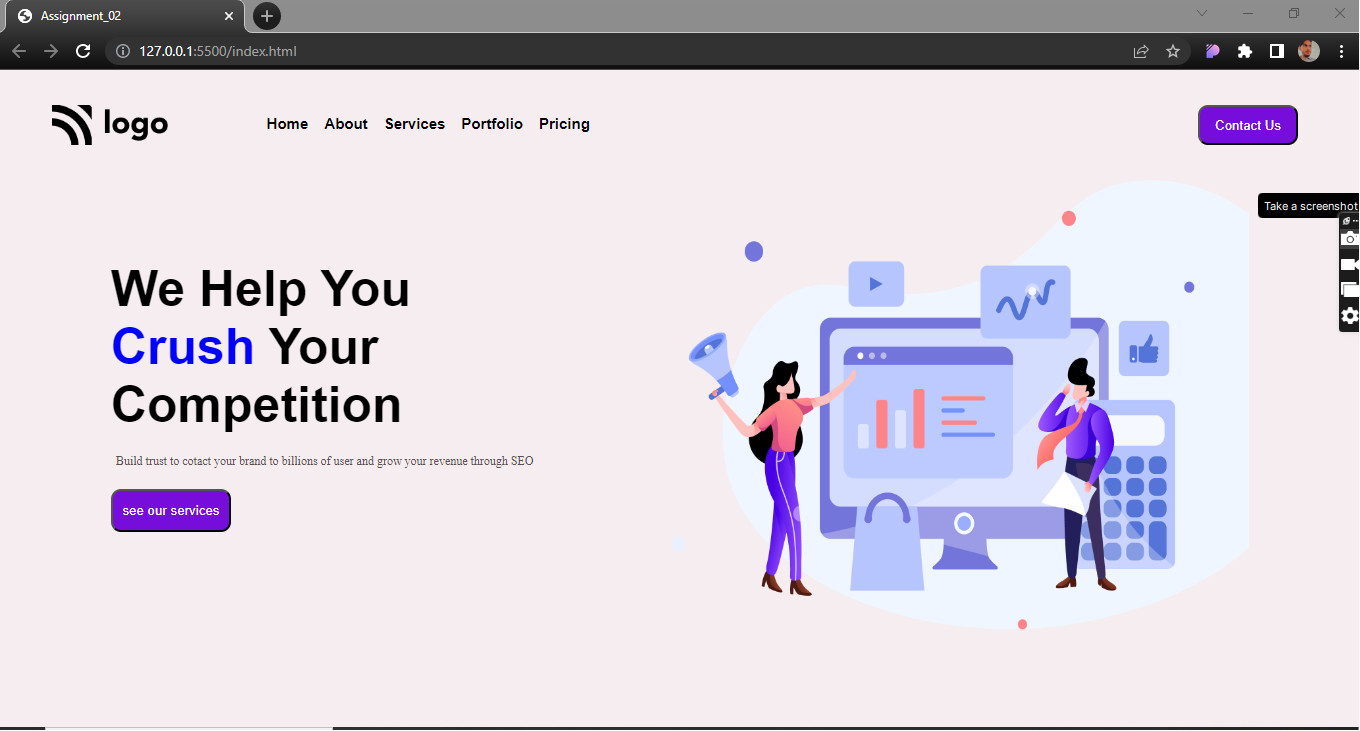 Assignment_02
127.0.0.1:5500/index.html
logo
Home About Services Portfolio Pricing
Contact Us
Take a screenshot
We Help You
Crush Your
Competition
Build trust to cotact your brand to billions of user and grow your revenue through SEO
see our services